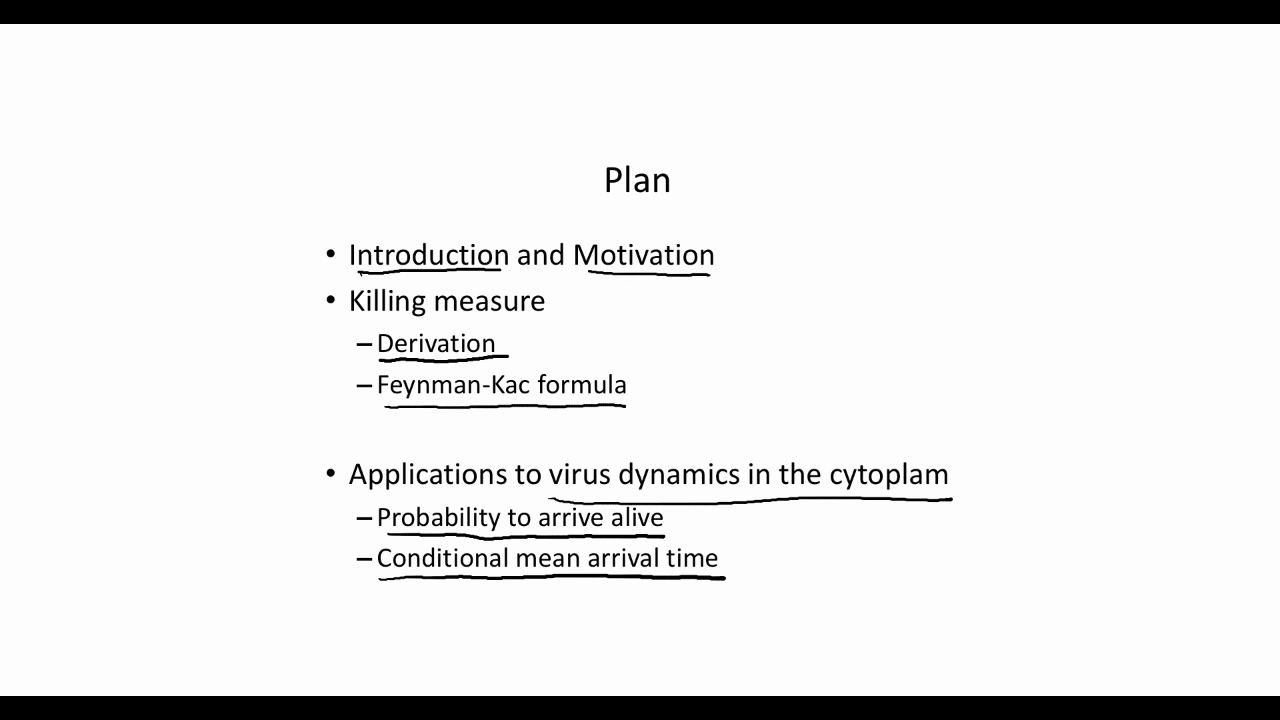 Plan
• Introduction and Motivation
• Killing measure
– Derivation
– Feynman-Kac formula
• Applications to virus dynamics in the cytoplam
– Probability to arrive alive
– Conditional mean arrival time